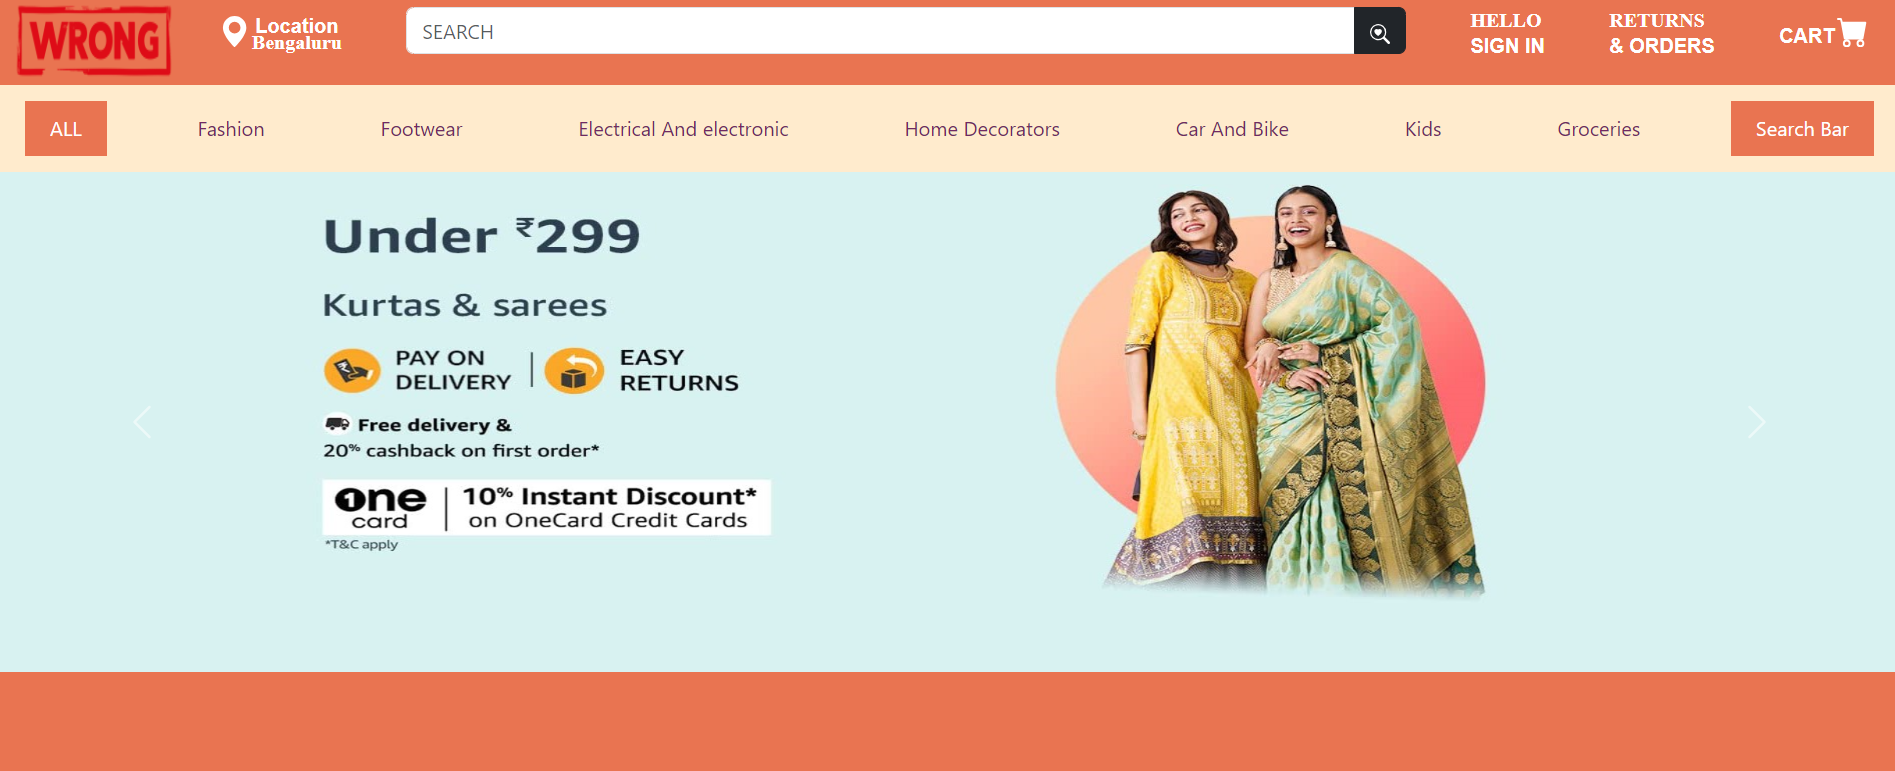 WRONG
Location
Bengaluru
SEARCH
HELLO
SIGN IN
RETURNS
& ORDERS
CART
ALL
Fashion
Footwear
Electrical And electronic
Home Decorators
Car And Bike
Kids
Groceries
Search Bar
Under ₹299
Kurtas & sarees
PAY ON
DELIVERY
EASY
RETURNS
Free delivery &
20% cashback on first order*
one
card
10% Instant Discount*
on OneCard Credit Cards
*T&C apply